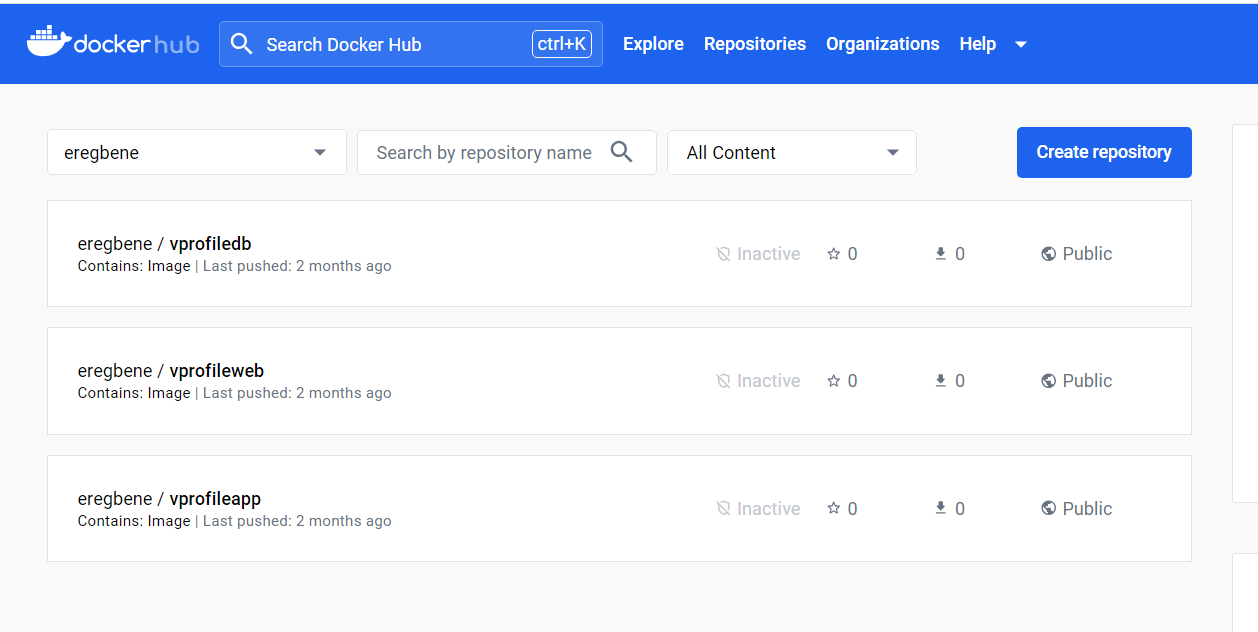 dockerhub
Search Docker Hub
ctrl+K
Explore
Repositories
Organizations
Help
eregbene
Search by repository name
All Content
Create repository
eregbene / vprofiledb
Contains: Image | Last pushed: 2 months ago
Inactive
0
0
Public
eregbene / vprofileweb
Contains: Image | Last pushed: 2 months ago
Inactive
0
0
Public
eregbene / vprofileapp
Contains: Image | Last pushed: 2 months ago
Inactive
0
0
Public